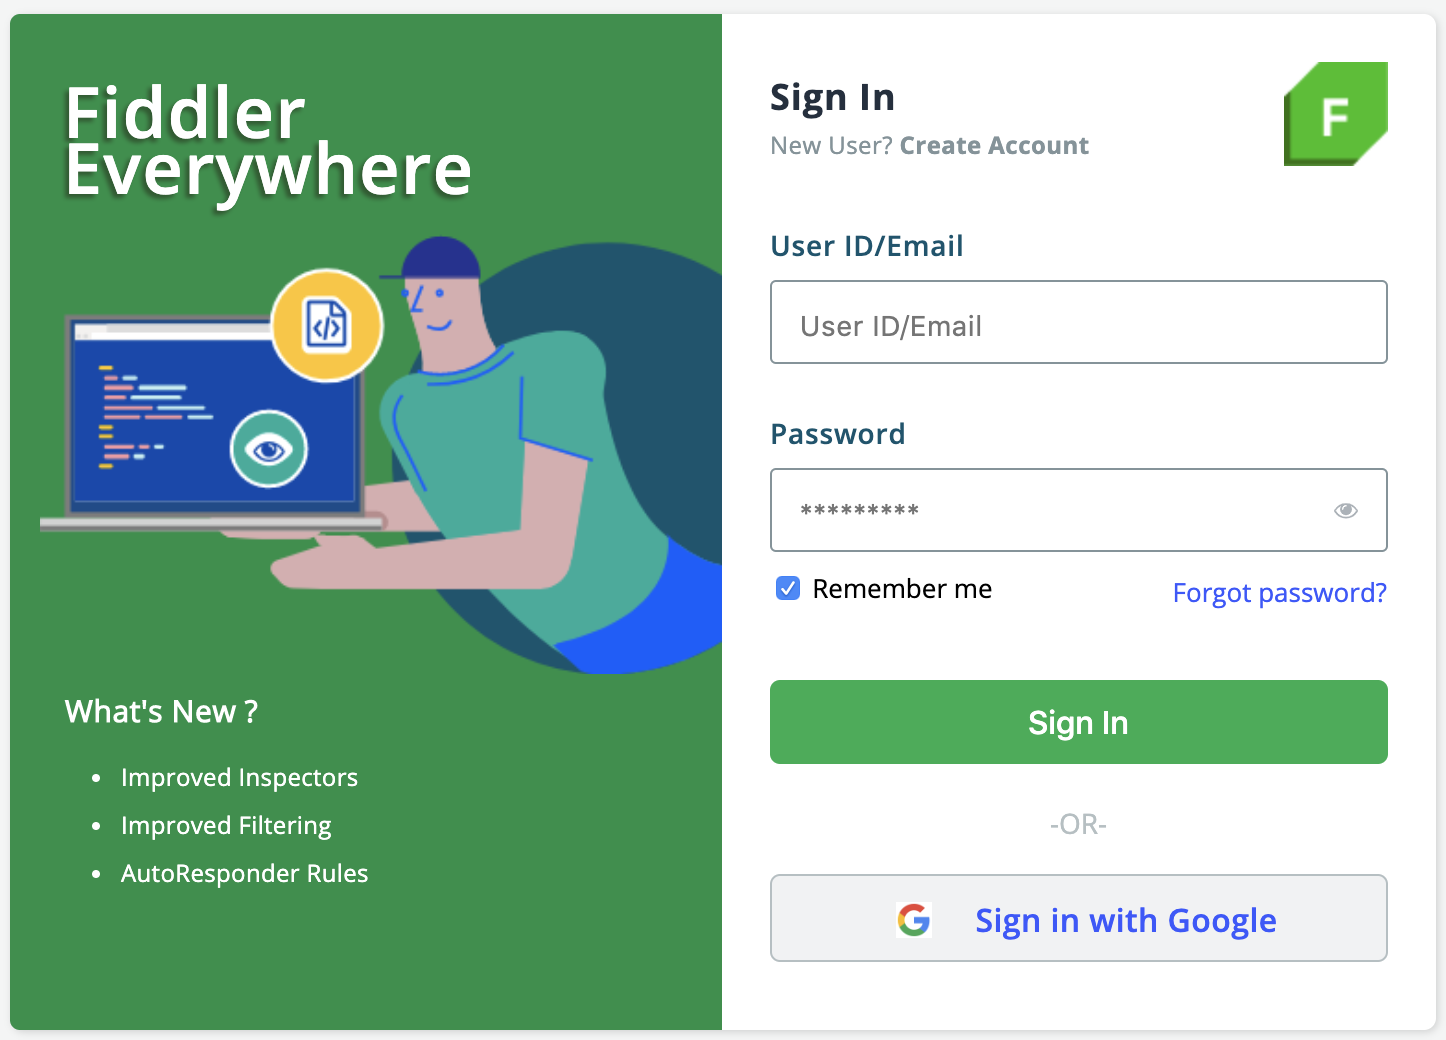 Fiddler
Everywhere
What's New ?
• Improved Inspectors
• Improved Filtering
• AutoResponder Rules
Sign In
New User? Create Account
F
User ID/Email
User ID/Email
Password
*********
Remember me
Forgot password?
Sign In
-OR-
G
Sign in with Google